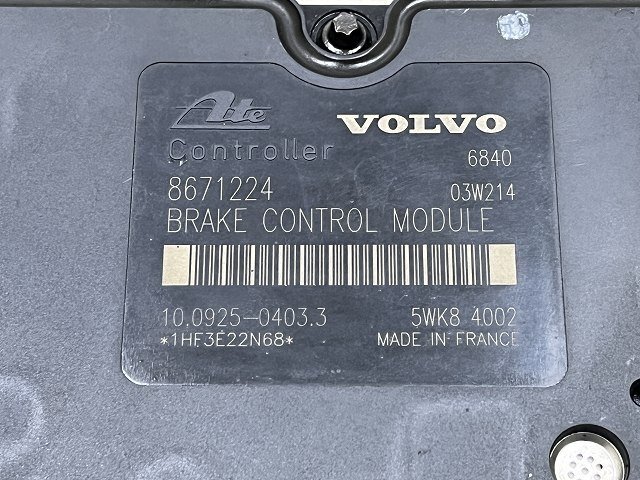 Ate VOLVO
Controller 6840
8671224 03W214
BRAKE CONTROL MODULE
10.0925-0403.3 5WK8 4002
*1HF3E22N68* MADE IN FRANCE